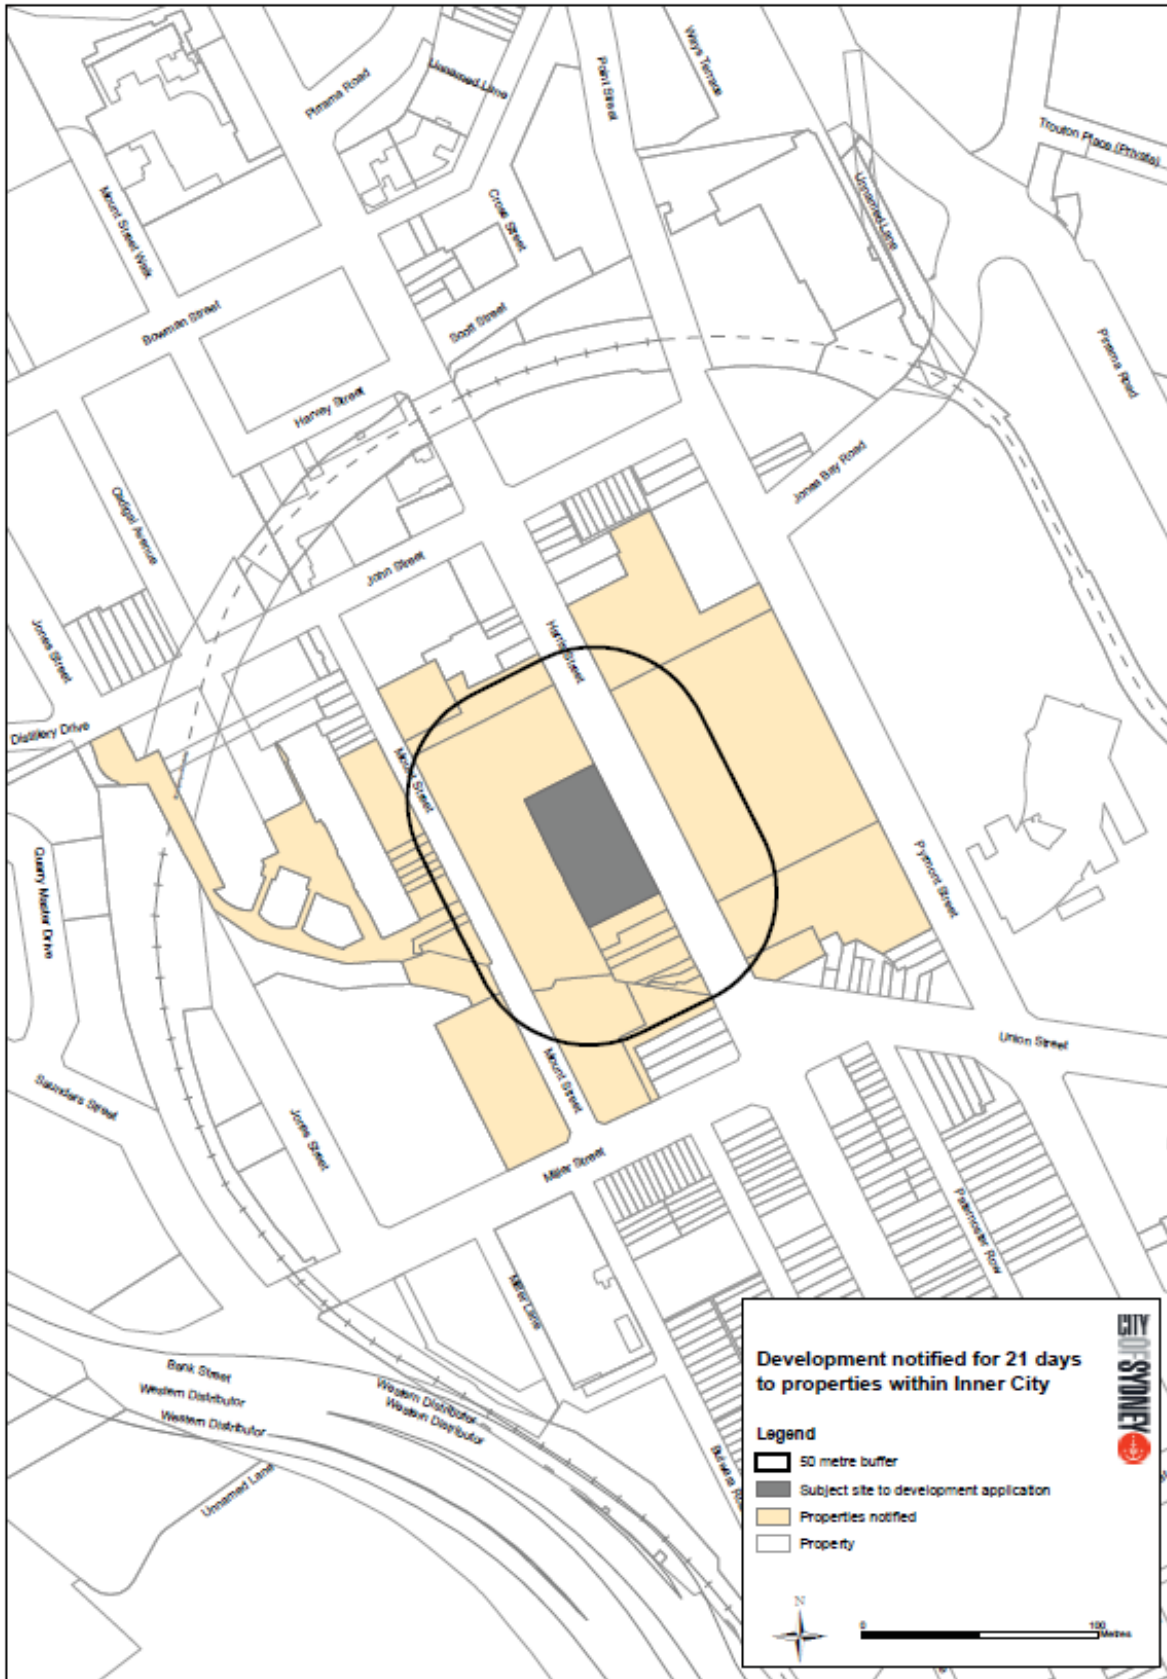 Pirrama Road
Unnamed Lane
Point Street
Ways Terrace
Trouton Place (Private)
Mount Street Walk
Cross Street
Unnamed Lane
Bowman Street
Scott Street
Pirrama Road
Harvey Street
Cadigal Avenue
Jones Bay Road
John Street
Jones Street
Harris Street
Distillery Drive
Mount Street
Quarry Master Drive
Pyrmont Street
Union Street
Saunders Street
Mount Street
Jones Street
Miller Street
Paternoster Row
Miller Lane
Bank Street
Western Distributor
Western Distributor
Western Distributor
Western Distributor
Unnamed Lane
CITY
OF SYDNEY
Development notified for 21 days
to properties within Inner City
Legend
50 metre buffer
Subject site to development application
Properties notified
Property
N
0
100
Metres